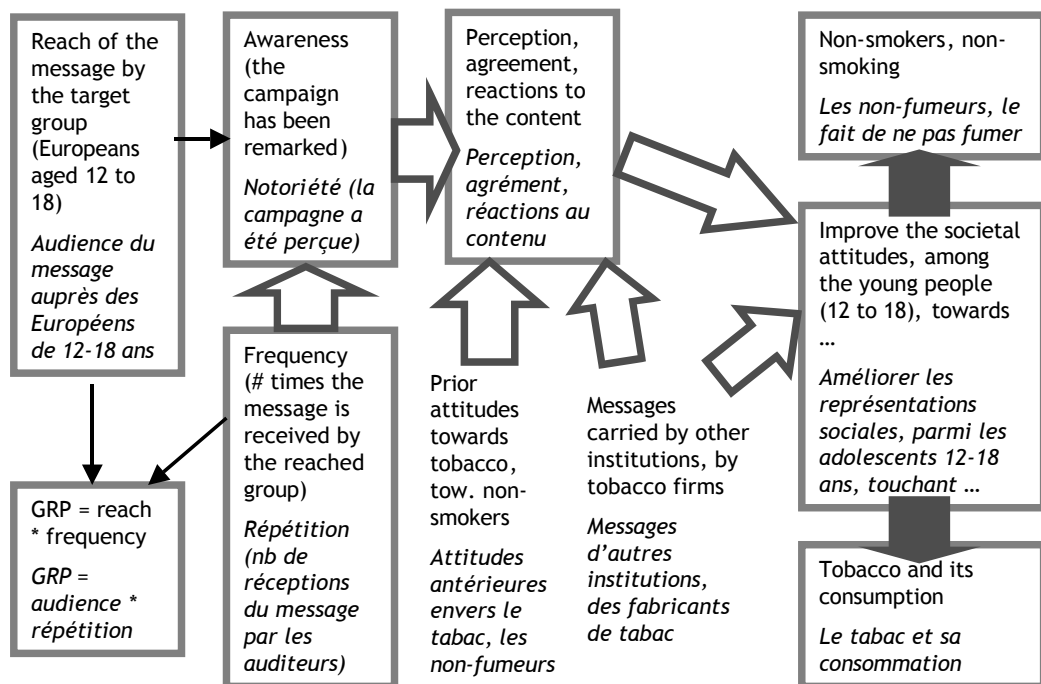 Reach of the
message by
the target
group
(Europeans
aged 12 to
18)
Audience du
message
auprès des
Européens
de 12-18 ans
Awareness
(the
campaign
has been
remarked)
Notoriété (la
campagne a
été perçue)
Perception,
agreement,
reactions to
the content
Perception,
agrément,
réactions au
contenu
Non-smokers, non-
smoking
Les non-fumeurs, le
fait de ne pas fumer
Improve the societal
attitudes, among
the young people
(12 to 18), towards
…
Améliorer les
représentations
sociales, parmi les
adolescents 12-18
ans, touchant …
GRP = reach
* frequency
GRP =
audience *
répétition
Frequency
(# times the
message is
received by
the reached
group)
Répétition
(nb de
réceptions
du message
par les
auditeurs)
Prior
attitudes
towards
tobacco,
tow. non-
smokers
Attitudes
antérieures
envers le
tabac, les
non-fumeurs
Messages
carried by other
institutions, by
tobacco firms
Messages
d'autres
institutions,
des fabricants
de tabac
Tobacco and its
consumption
Le tabac et sa
consommation